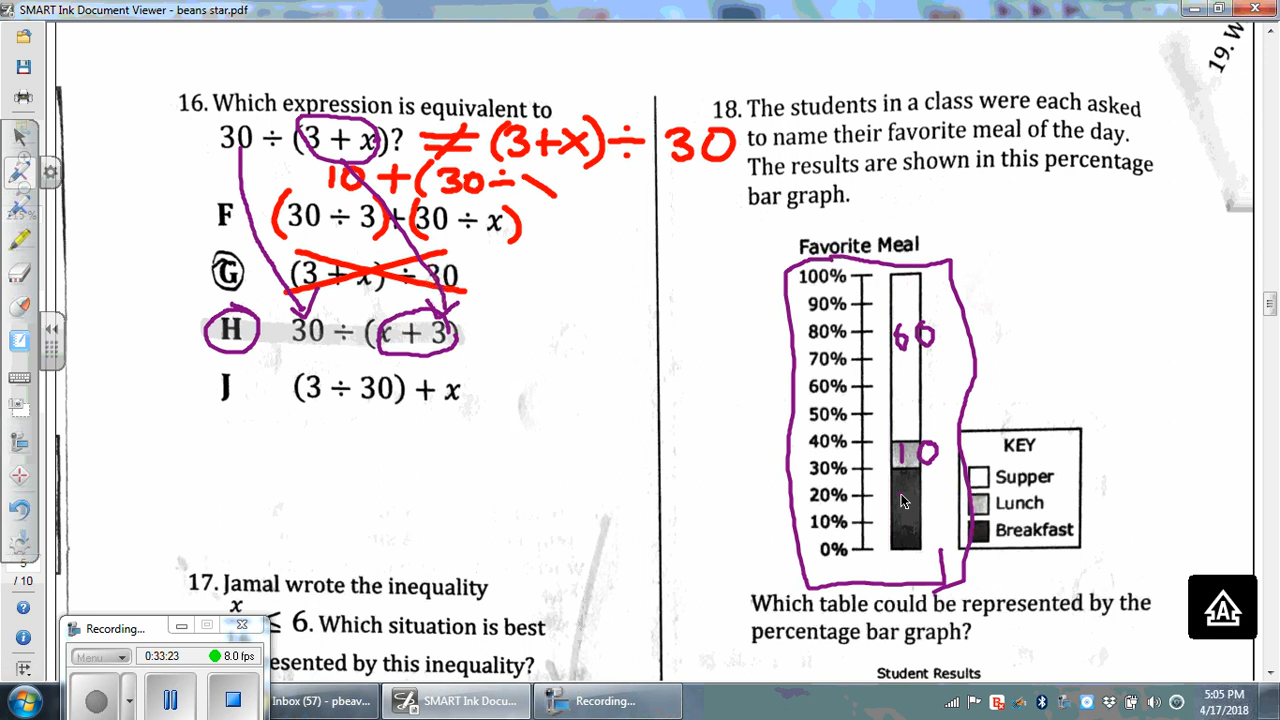 SMART Ink Document Viewer - beans star.pdf
19. W
16. Which expression is equivalent to
30 ÷ (3 + x)? ≠ (3+x) ÷ 30
10 + (30 ÷
F (30 ÷ 3) + (30 ÷ x)
G (3 + x) ÷ 30
H 30 ÷ (x + 3)
J (3 ÷ 30) + x
17. Jamal wrote the inequality
x
≤ 6. Which situation is best
esented by this inequality?
18. The students in a class were each asked
to name their favorite meal of the day.
The results are shown in this percentage
bar graph.
Favorite Meal
100%
90%
80%
70%
60%
50%
40%
30%
20%
10%
0%
60
10
KEY
Supper
Lunch
Breakfast
Which table could be represented by the
percentage bar graph?
Student Results
5
/ 10
Recording...
Menu
0:33:23
8.0 fps
Inbox (57) - pbeav...
SMART Ink Docu...
Recording...
5:05 PM
4/17/2018